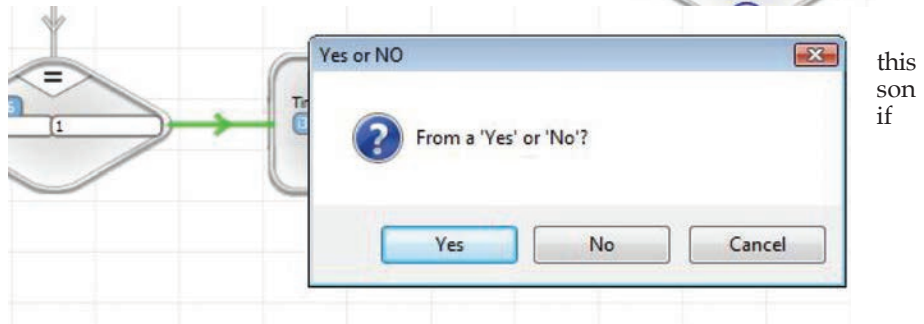 Yes or NO
this
son
if
=
1
From a 'Yes' or 'No'?
Yes
No
Cancel